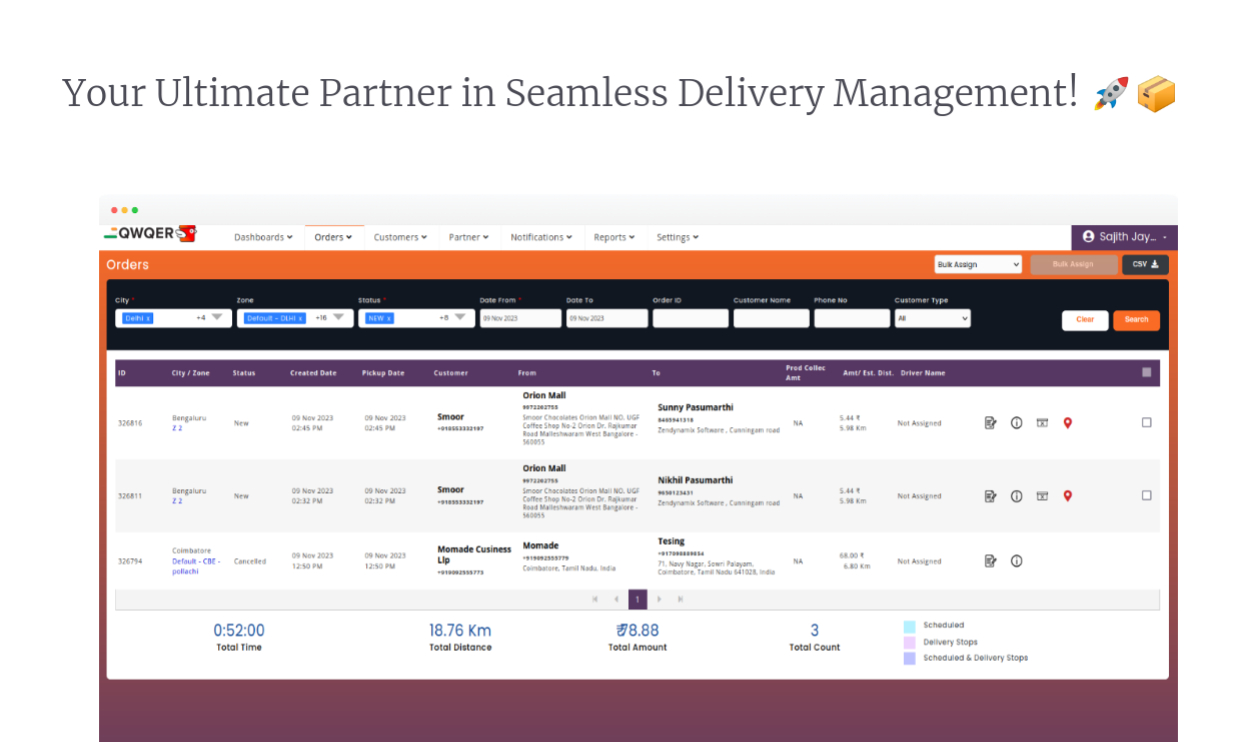 Your Ultimate Partner in Seamless Delivery Management! 🚀📦
QWQER
Dashboards Orders Customers Partner Notifications Reports Settings Sajith Jay...
Orders Bulk Assign Bulk Assign CSV
City * Zone Status * Date From * Date To Order ID Customer Name Phone No Customer Type
Delhi x +4 Default - DLHI x +16 NEW x +8 09 Nov 2023 09 Nov 2023 All Clear Search
ID City / Zone Status Created Date Pickup Date Customer From To Prod Collec Amt Amt/ Est. Dist. Driver Name
326816
Bengaluru
Z 2
New
09 Nov 2023
02:45 PM
09 Nov 2023
02:45 PM
Smoor
Orion Mall
Smoor Chocolates Orion Mall NO. UGF
Coffee Shop No-2 Orion Dr. Rajkumar
Road Malleshwaram West Bangalore -
560055
Sunny Pasumarthi
Zendynamix Software , Cunningam road
NA
5.44 ₹
5.98 Km
Not Assigned
326811
Bengaluru
Z 2
New
09 Nov 2023
02:32 PM
09 Nov 2023
02:32 PM
Smoor
Orion Mall
Smoor Chocolates Orion Mall NO. UGF
Coffee Shop No-2 Orion Dr. Rajkumar
Road Malleshwaram West Bangalore -
560055
Nikhil Pasumarthi
Zendynamix Software , Cunningam road
NA
5.44 ₹
5.98 Km
Not Assigned
326794
Coimbatore
Default - CBE -
pollachi
Cancelled
09 Nov 2023
12:50 PM
09 Nov 2023
12:50 PM
Momade Cusiness
Llp
Momade
Coimbatore, Tamil Nadu, India
Tesing
71, Navy Nagar, Sowri Palayam,
Coimbatore, Tamil Nadu 641028, India
NA
68.00 ₹
6.80 Km
Not Assigned
1
0:52:00 18.76 Km ₹78.88 3
Total Time Total Distance Total Amount Total Count
Scheduled
Delivery Stops
Scheduled & Delivery Stops